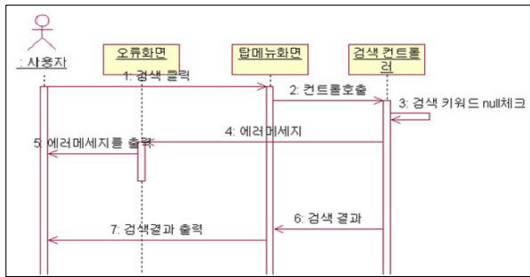 : 사용자
오류화면
탑메뉴화면
검색 컨트롤
러
1: 검색 클릭
2: 컨트롤호출
3: 검색 키워드 null체크
4: 에러메세지
5: 에러메세지를 출력
6: 검색 결과
7: 검색결과 출력